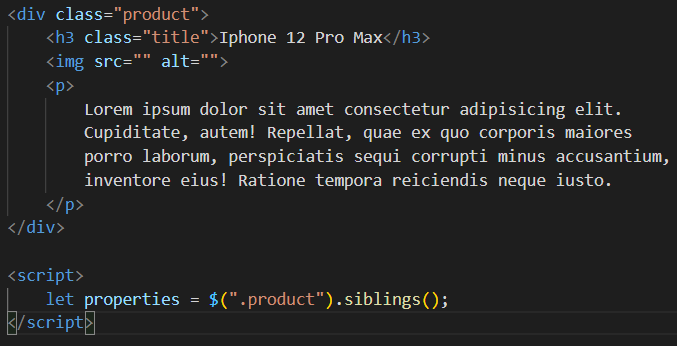 <div class="product">
<h3 class="title">Iphone 12 Pro Max</h3>
<img src="" alt="">
<p>
Lorem ipsum dolor sit amet consectetur adipisicing elit.
Cupiditate, autem! Repellat, quae ex quo corporis maiores
porro laborum, perspiciatis sequi corrupti minus accusantium,
inventore eius! Ratione tempora reiciendis neque iusto.
</p>
</div>
<script>
let properties = $(".product").siblings();
</script>